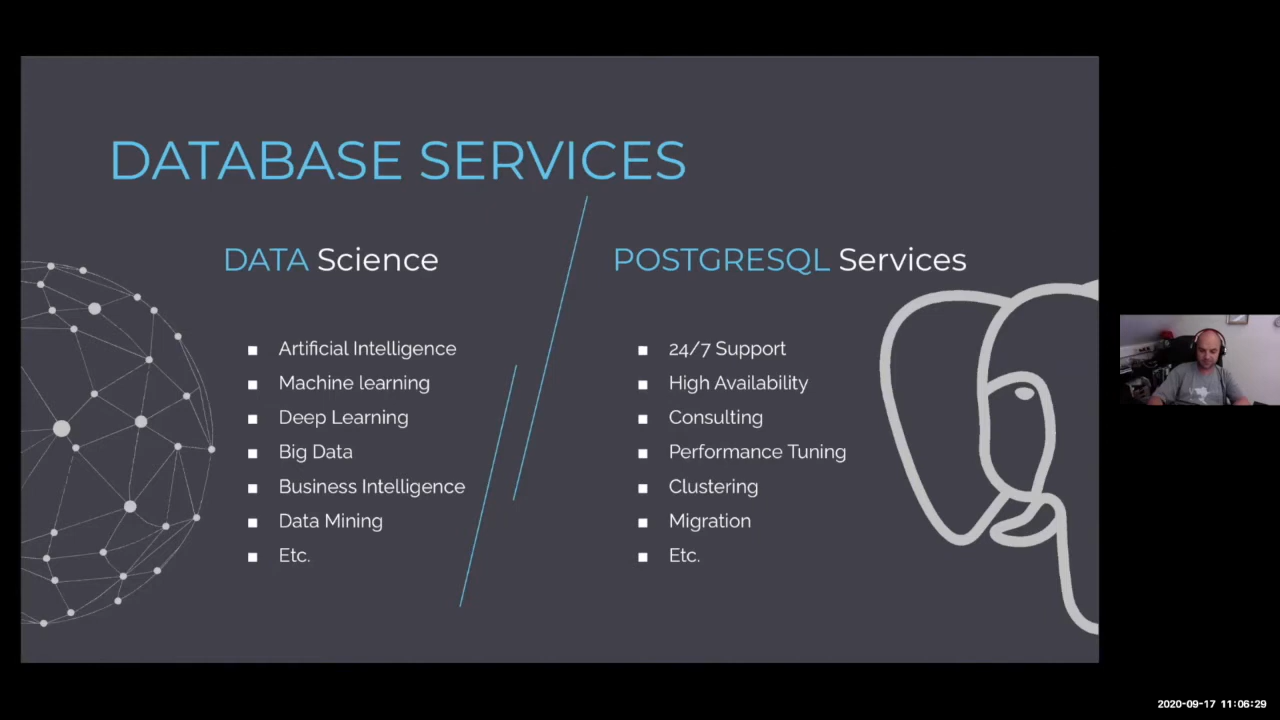 DATABASE SERVICES
DATA Science
Artificial Intelligence
Machine learning
Deep Learning
Big Data
Business Intelligence
Data Mining
Etc.
POSTGRESQL Services
24/7 Support
High Availability
Consulting
Performance Tuning
Clustering
Migration
Etc.
2020-09-17 11:06:29